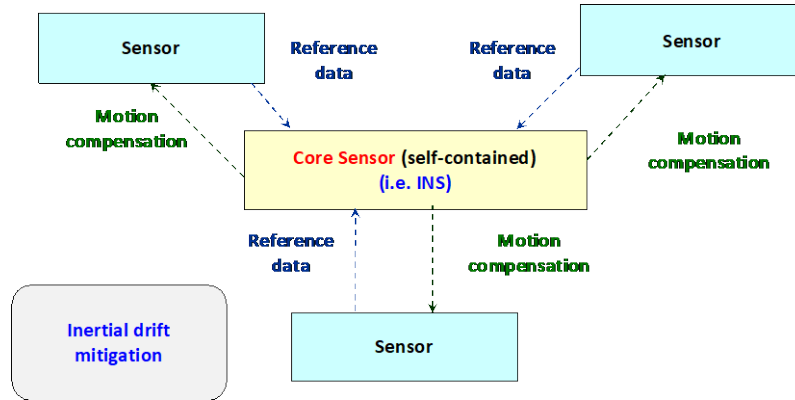 Sensor
Reference
data
Reference
data
Sensor
Motion
compensation
Core Sensor (self-contained)
(i.e. INS)
Motion
compensation
Reference
data
Motion
compensation
Inertial drift
mitigation
Sensor